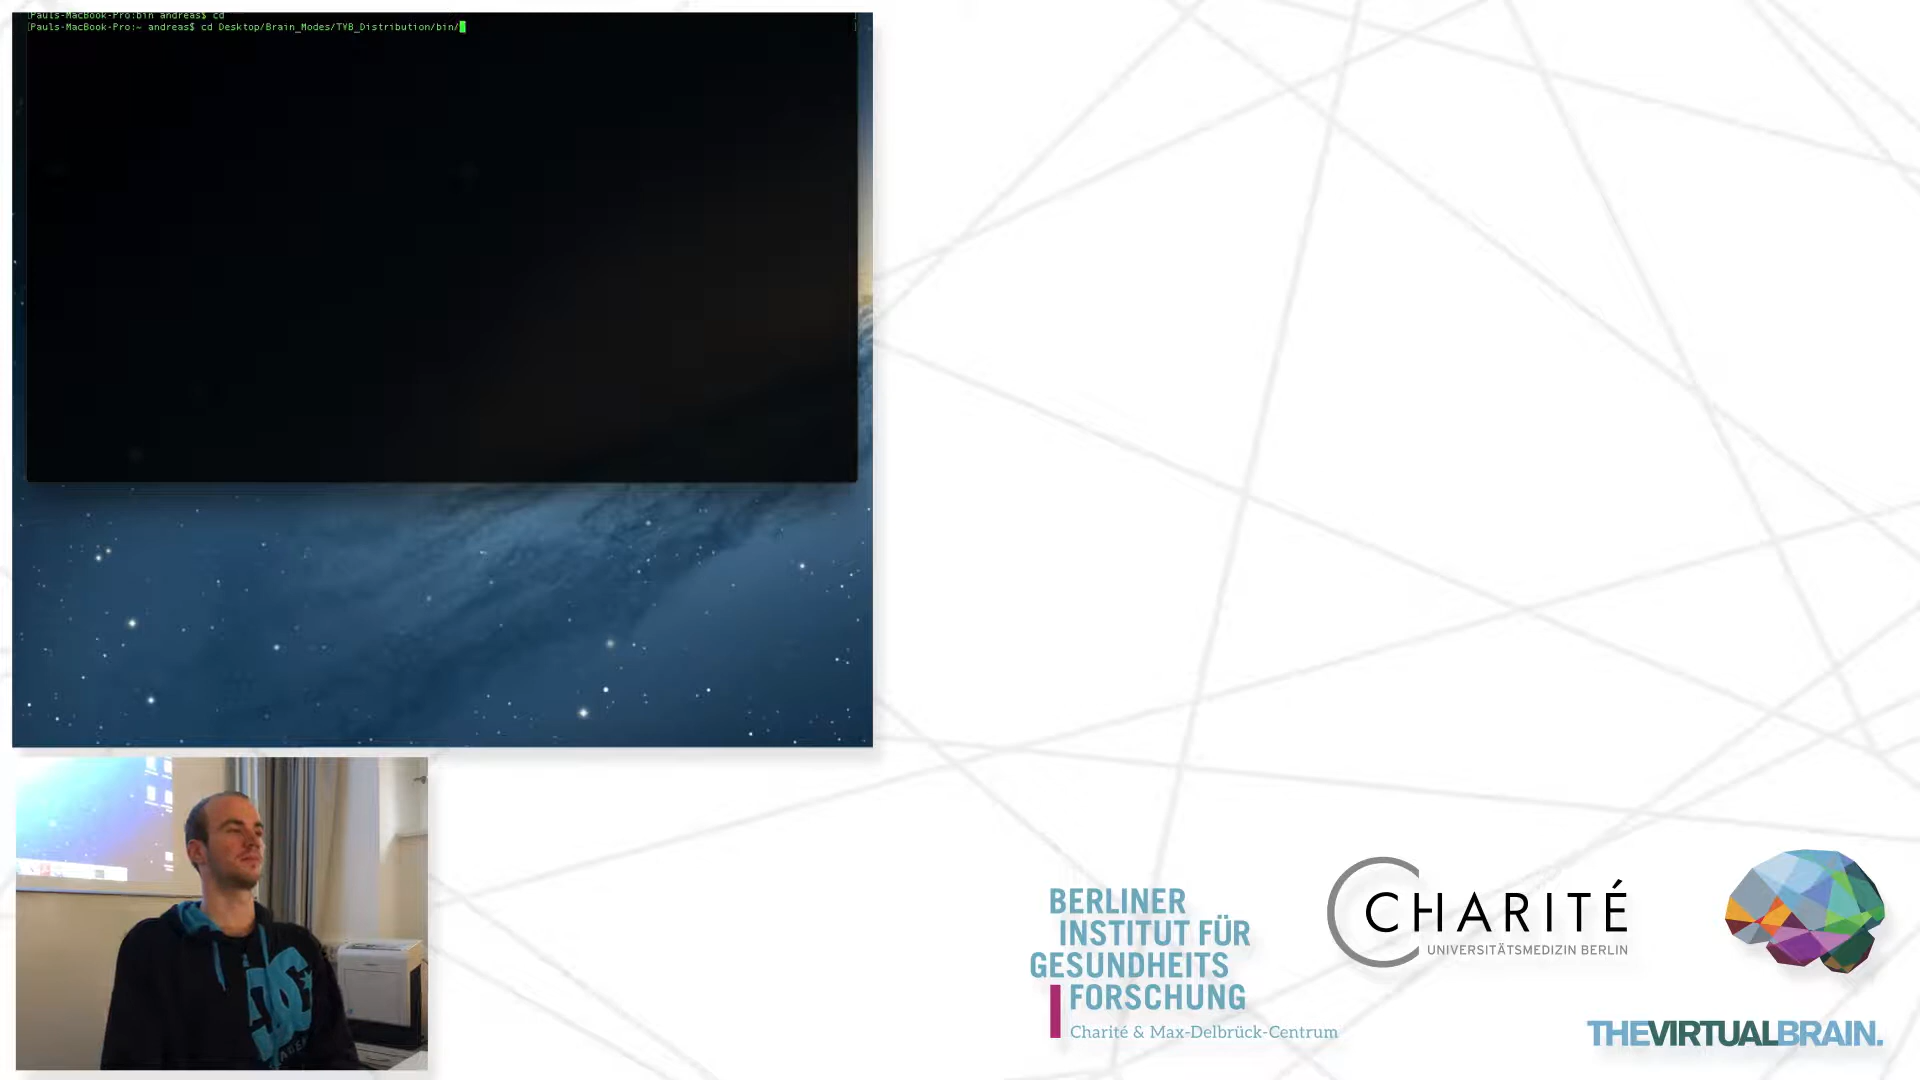 [Pauls-MacBook-Pro:bin andreas$ cd
[Pauls-MacBook-Pro:~ andreas$ cd Desktop/Brain_Modes/TVB_Distribution/bin/
BERLINER
INSTITUT FÜR
GESUNDHEITS
FORSCHUNG
Charité & Max-Delbrück-Centrum
CHARITÉ
UNIVERSITÄTSMEDIZIN BERLIN
THEVIRTUALBRAIN.